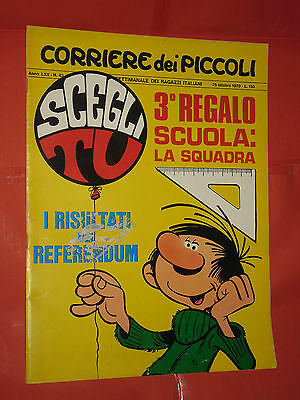 CORRIERE dei PICCOLI
SETTIMANALE DEI RAGAZZI ITALIANI
SCEGLI
TU
3° REGALO
SCUOLA:
LA SQUADRA
I RISULTATI
REFERENDUM